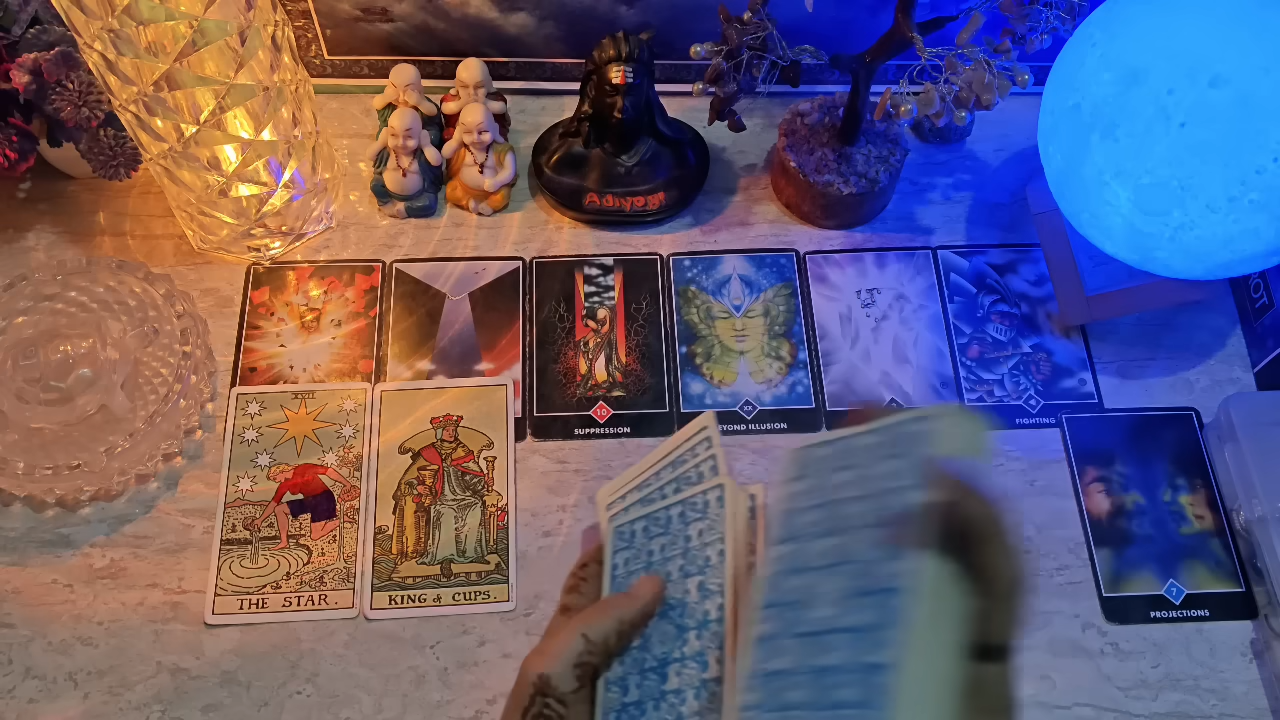 Adiyogi
10
SUPPRESSION
XX
BEYOND ILLUSION
FIGHTING
XVII
THE STAR.
KING of CUPS.
7
PROJECTIONS